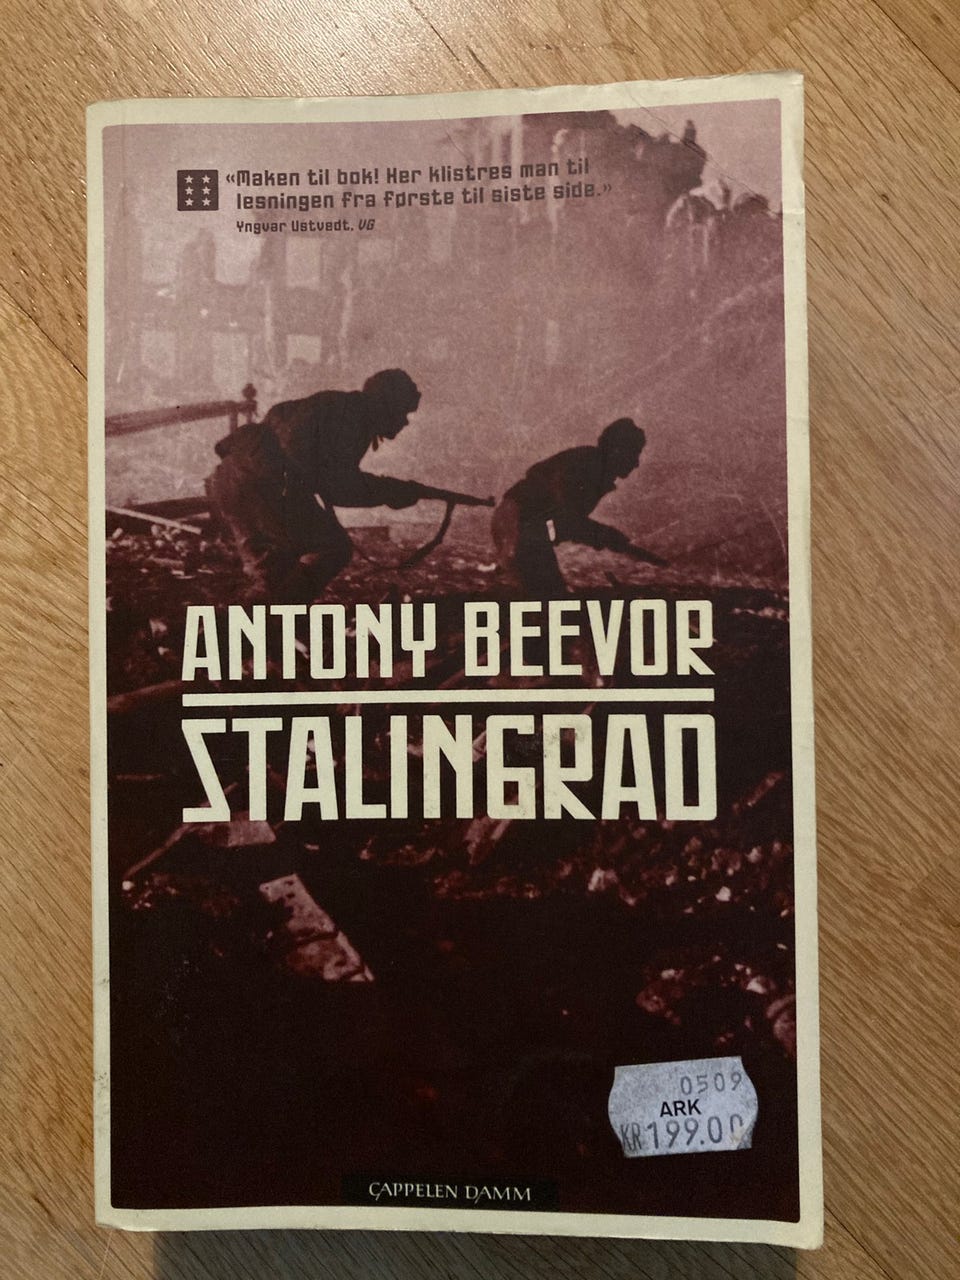 «Maken til bok! Her klistres man til
lesningen fra første til siste side.»
Yngvar Ustvedt, VG
ANTONY BEEVOR
STALINGRAD
0509
ARK
KR 199.00
CAPPELEN DAMM